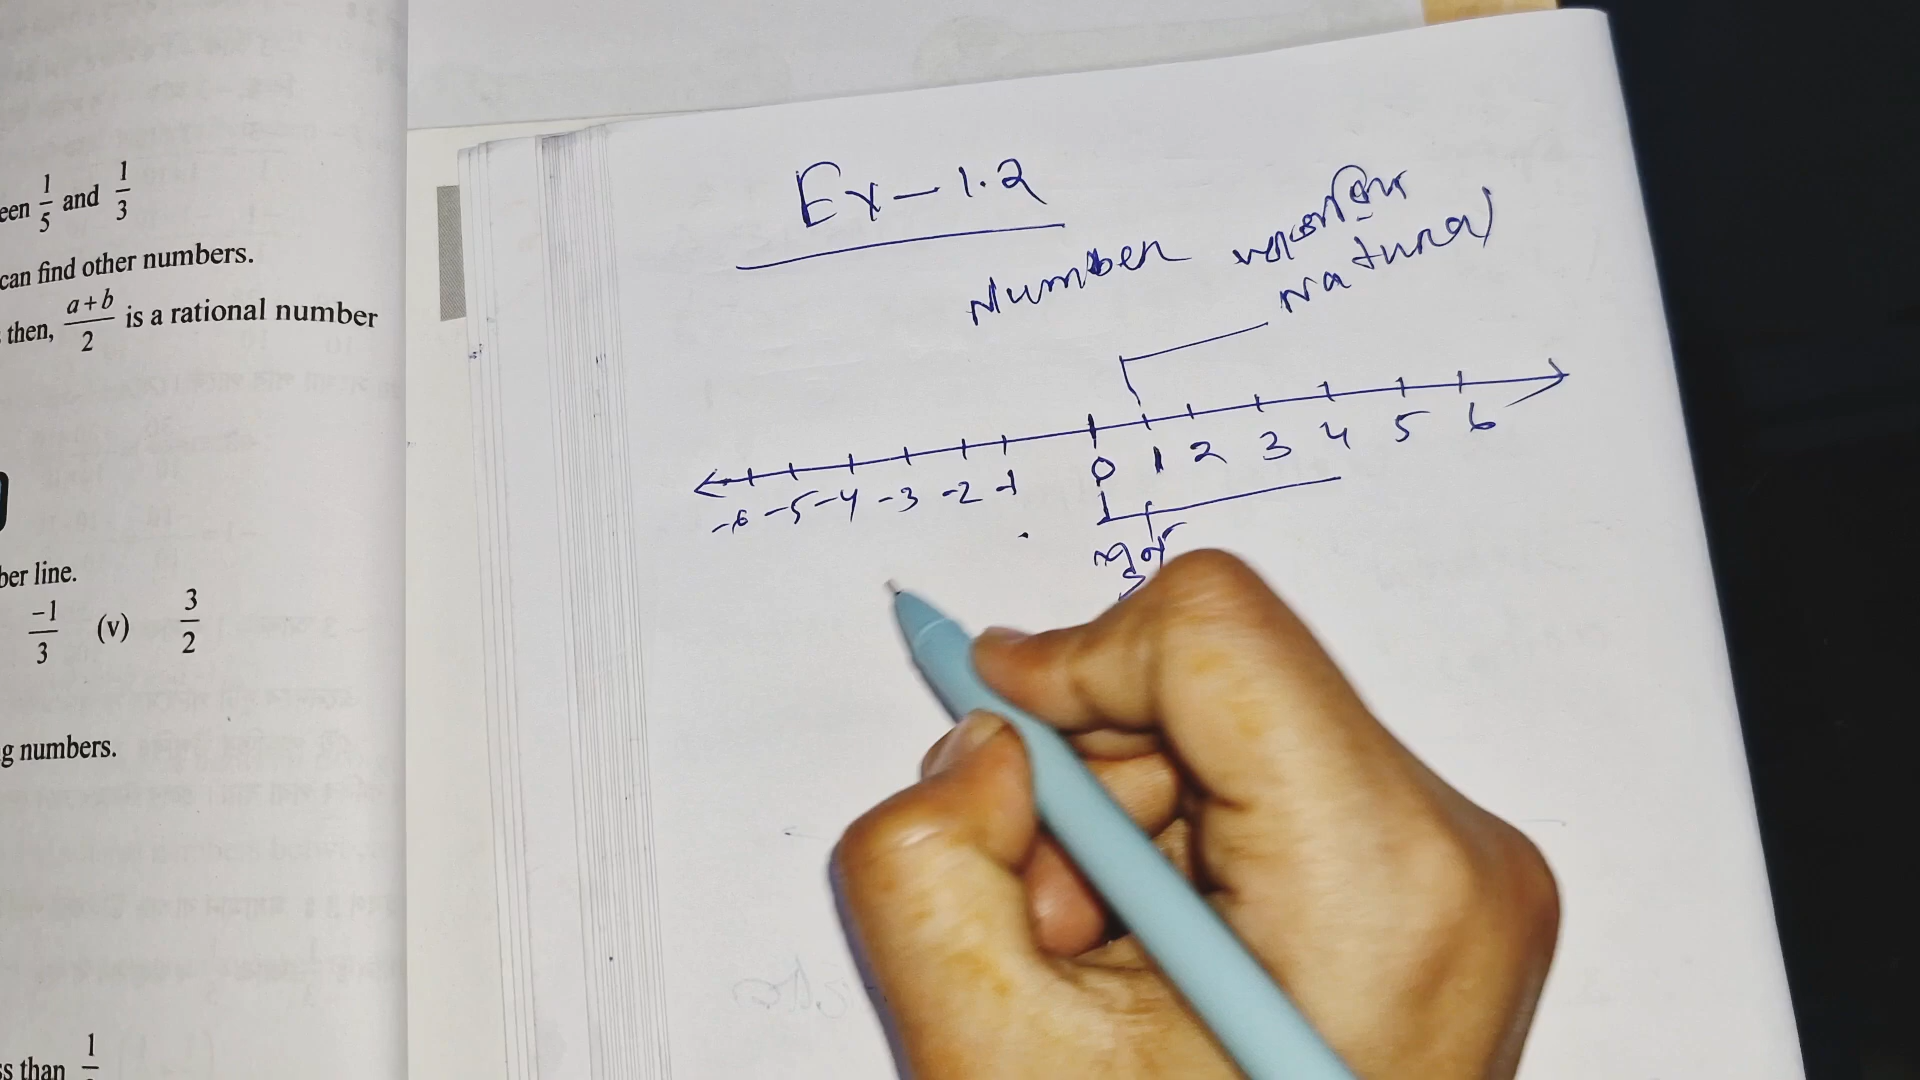 een 1/5 and 1/3
can find other numbers.
then, a+b/2 is a rational number
ber line.
-1/3 (v) 3/2
g numbers.
ss than 1
Ex-1.2
Number
Natural
-6 -5 -4 -3 -2 -1 0 1 2 3 4 5 6